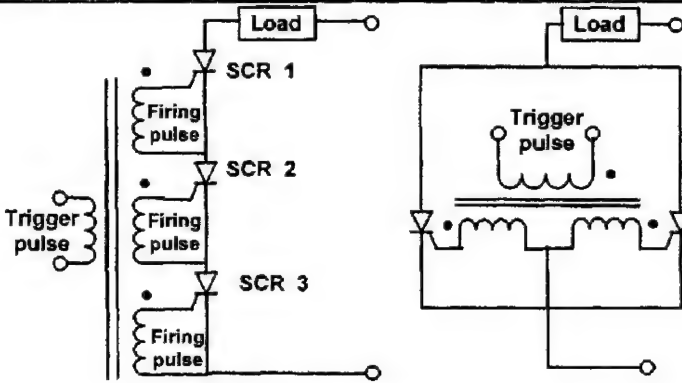 Load
SCR 1
Firing
pulse
SCR 2
Trigger
pulse
Firing
pulse
SCR 3
Firing
pulse
Load
Trigger
pulse